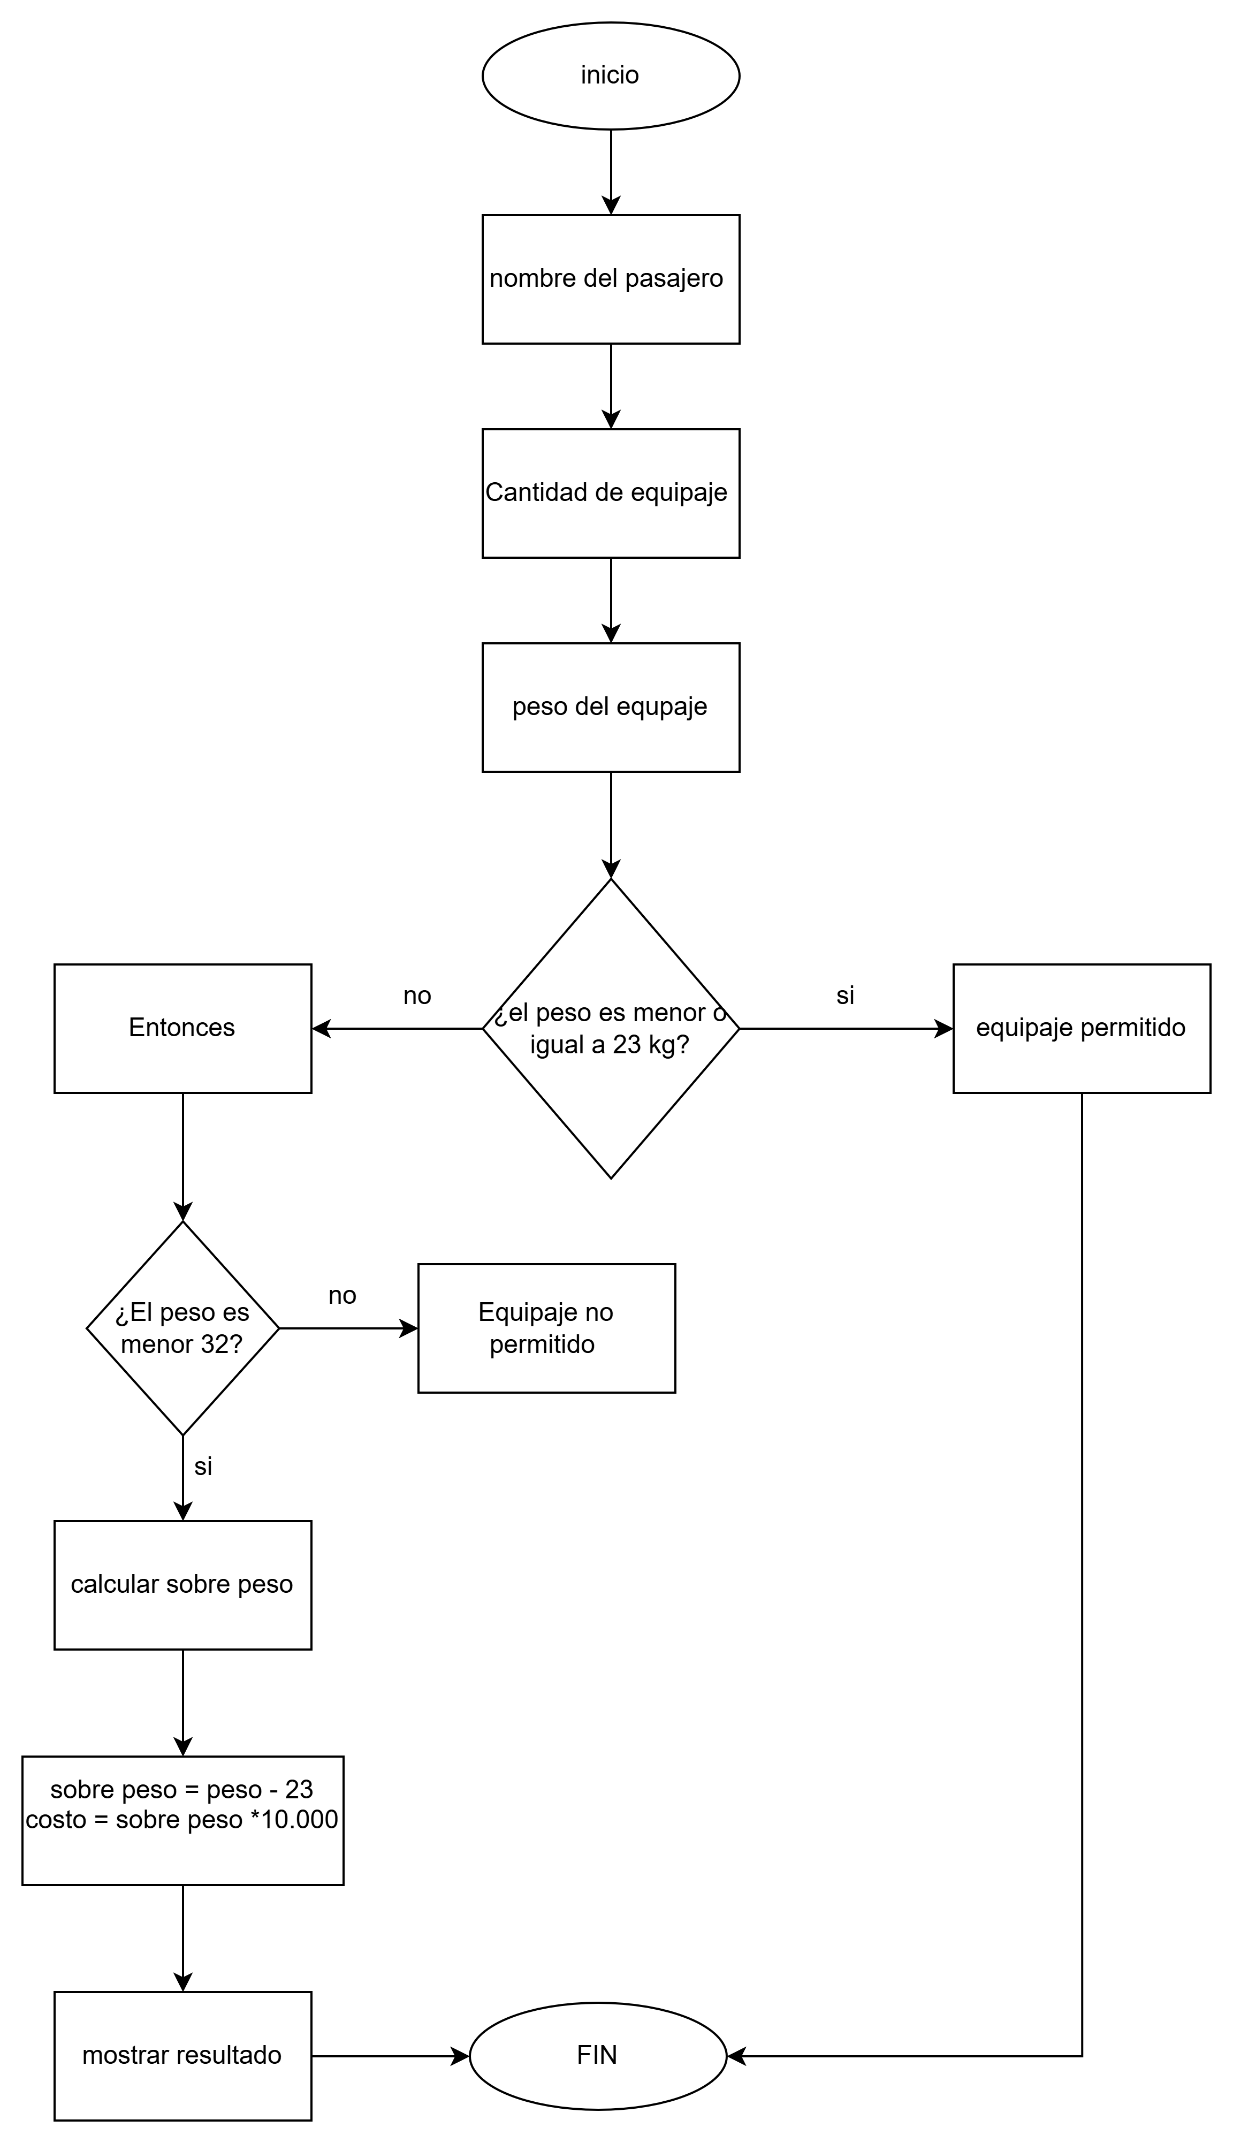 inicio
nombre del pasajero
Cantidad de equipaje
peso del equpaje
¿el peso es menor o
igual a 23 kg?
no
si
Entonces
equipaje permitido
¿El peso es
menor 32?
no
Equipaje no
permitido
si
calcular sobre peso
sobre peso = peso - 23
costo = sobre peso *10.000
mostrar resultado
FIN